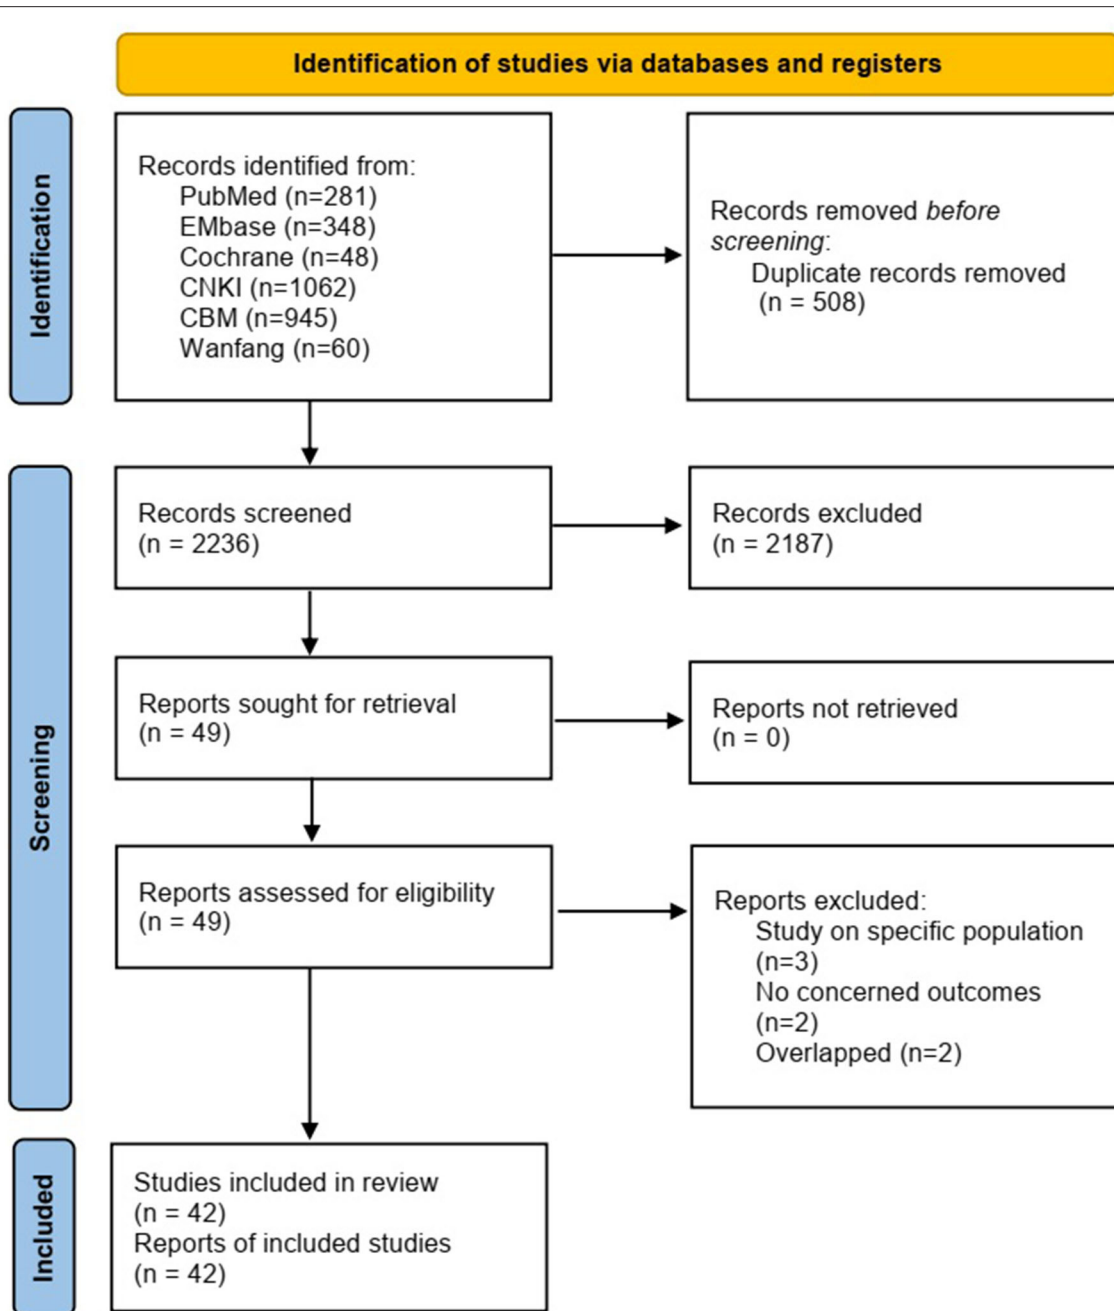 Identification of studies via databases and registers
Identification
Records identified from:
PubMed (n=281)
EMbase (n=348)
Cochrane (n=48)
CNKI (n=1062)
CBM (n=945)
Wanfang (n=60)
Records removed before
screening:
Duplicate records removed
(n = 508)
Screening
Records screened
(n = 2236)
Records excluded
(n = 2187)
Reports sought for retrieval
(n = 49)
Reports not retrieved
(n = 0)
Reports assessed for eligibility
(n = 49)
Reports excluded:
Study on specific population
(n=3)
No concerned outcomes
(n=2)
Overlapped (n=2)
Included
Studies included in review
(n = 42)
Reports of included studies
(n = 42)